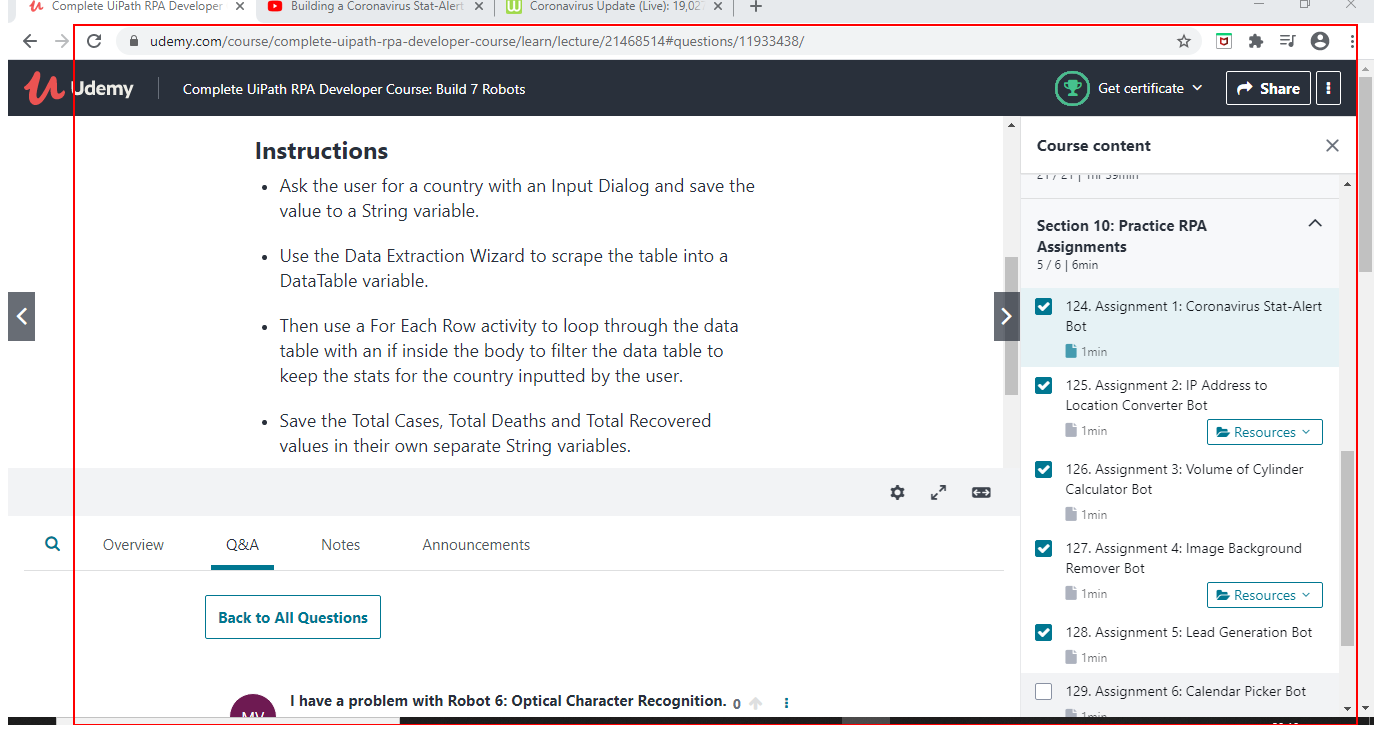 Complete UiPath RPA Developer
Building a Coronavirus Stat-Alert
Coronavirus Update (Live): 19,027
udemy.com/course/complete-uipath-rpa-developer-course/learn/lecture/21468514#questions/11933438/
Udemy
Complete UiPath RPA Developer Course: Build 7 Robots
Get certificate
Share
Instructions
• Ask the user for a country with an Input Dialog and save the
value to a String variable.
• Use the Data Extraction Wizard to scrape the table into a
DataTable variable.
• Then use a For Each Row activity to loop through the data
table with an if inside the body to filter the data table to
keep the stats for the country inputted by the user.
• Save the Total Cases, Total Deaths and Total Recovered
values in their own separate String variables.
Overview
Q&A
Notes
Announcements
Back to All Questions
MV
I have a problem with Robot 6: Optical Character Recognition.
0
Course content
21 / 21 | 1hr 39min
Section 10: Practice RPA
Assignments
5 / 6 | 6min
124. Assignment 1: Coronavirus Stat-Alert
Bot
1min
125. Assignment 2: IP Address to
Location Converter Bot
1min
Resources
126. Assignment 3: Volume of Cylinder
Calculator Bot
1min
127. Assignment 4: Image Background
Remover Bot
1min
Resources
128. Assignment 5: Lead Generation Bot
1min
129. Assignment 6: Calendar Picker Bot
1min